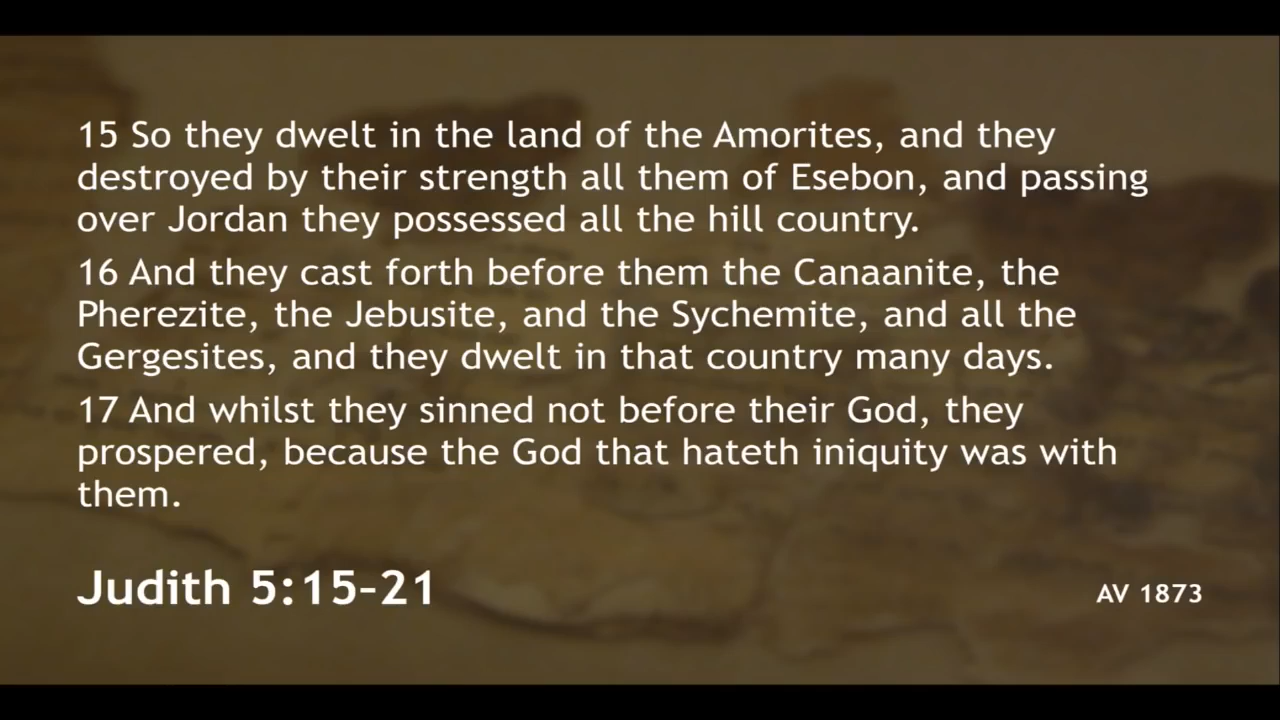 15 So they dwelt in the land of the Amorites, and they
destroyed by their strength all them of Esebon, and passing
over Jordan they possessed all the hill country.
16 And they cast forth before them the Canaanite, the
Pherezite, the Jebusite, and the Sychemite, and all the
Gergesites, and they dwelt in that country many days.
17 And whilst they sinned not before their God, they
prospered, because the God that hateth iniquity was with
them.
Judith 5:15–21
AV 1873